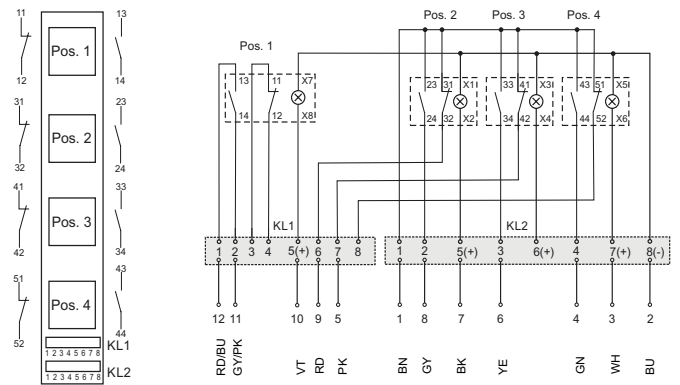 11 13
Pos. 1
12 14
31 23
Pos. 2
32 24
41 33
Pos. 3
42 34
51 43
Pos. 4
52 44
KL1
1 2 3 4 5 6 7 8
KL2
1 2 3 4 5 6 7 8
Pos. 2 Pos. 3 Pos. 4
Pos. 1
13 11 X7 23 31 X1 33 41 X3 43 51 X5
14 12 X8 24 32 X2 34 42 X4 44 52 X6
KL1 KL2
1 2 3 4 5(+) 6 7 8 1 2 5(+) 3 6(+) 4 7(+) 8(-)
12 11 10 9 5 1 8 7 6 4 3 2
RD/BU GY/PK VT RD PK BN GY BK YE GN WH BU